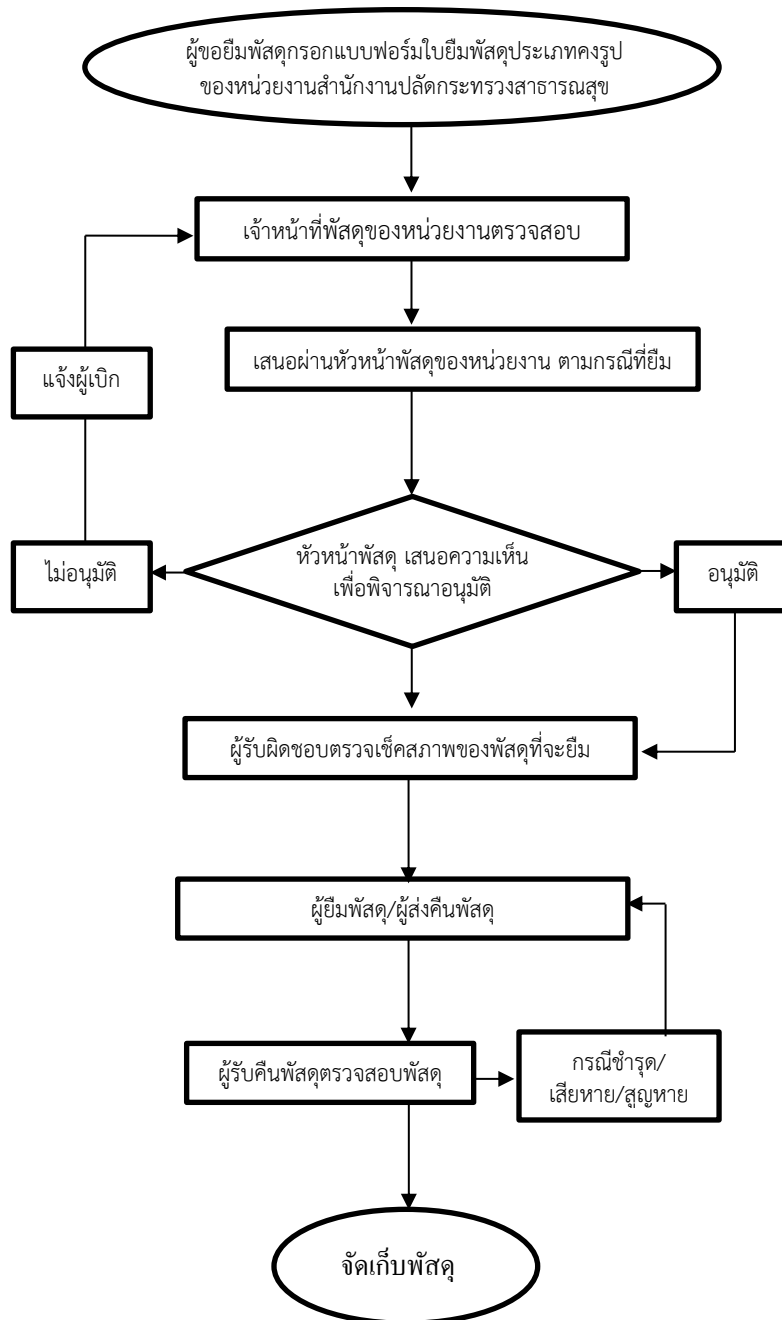 ผู้ขอยืมพัสดุกรอกแบบฟอร์มใบยืมพัสดุประเภทคงรูป
ของหน่วยงานสำนักงานปลัดกระทรวงสาธารณสุข
เจ้าหน้าที่พัสดุของหน่วยงานตรวจสอบ
เสนอผ่านหัวหน้าพัสดุของหน่วยงาน ตามกรณีที่ยืม
แจ้งผู้เบิก
หัวหน้าพัสดุ เสนอความเห็น
เพื่อพิจารณาอนุมัติ
ไม่อนุมัติ
อนุมัติ
ผู้รับผิดชอบตรวจเช็คสภาพของพัสดุที่จะยืม
ผู้ยืมพัสดุ/ผู้ส่งคืนพัสดุ
ผู้รับคืนพัสดุตรวจสอบพัสดุ
กรณีชำรุด/
เสียหาย/สูญหาย
จัดเก็บพัสดุ